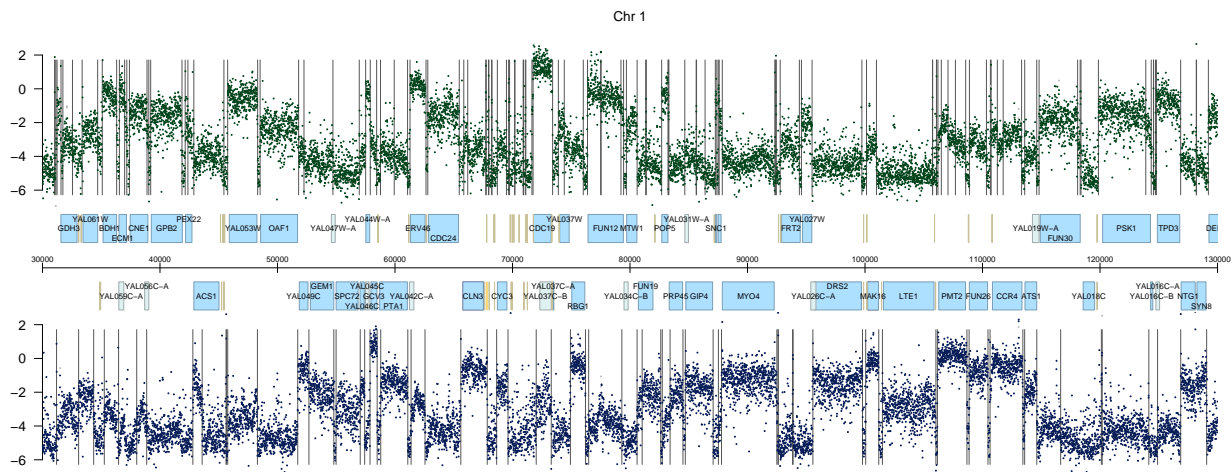 Chr 1
2
0
−2
−4
−6
YAL061W PEX22 YAL044W−A YAL037W YAL031W−A YAL027W
GDH3 BDH1 CNE1 GPB2 YAL053W OAF1 YAL047W−A ERV46 CDC19 FUN12 MTW1 POP5 SNC1 FRT2 YAL019W−A PSK1 TPD3
ECM1 CDC24 FUN30
30000 40000 50000 60000 70000 80000 90000 100000 110000 120000 130000
YAL056C−A GEM1 YAL045C YAL037C−A FUN19 DRS2 YAL016C−A
YAL059C−A ACS1 YAL049C SPC72 GCV3 YAL042C−A CLN3 CYC3 YAL037C−B YAL034C−B PRP45 GIP4 MYO4 YAL026C−A MAK16 LTE1 PMT2 FUN26 CCR4 ATS1 YAL018C YAL016C−B NTG1
YAL046C PTA1 RBG1 SYN8
2
0
−2
−4
−6